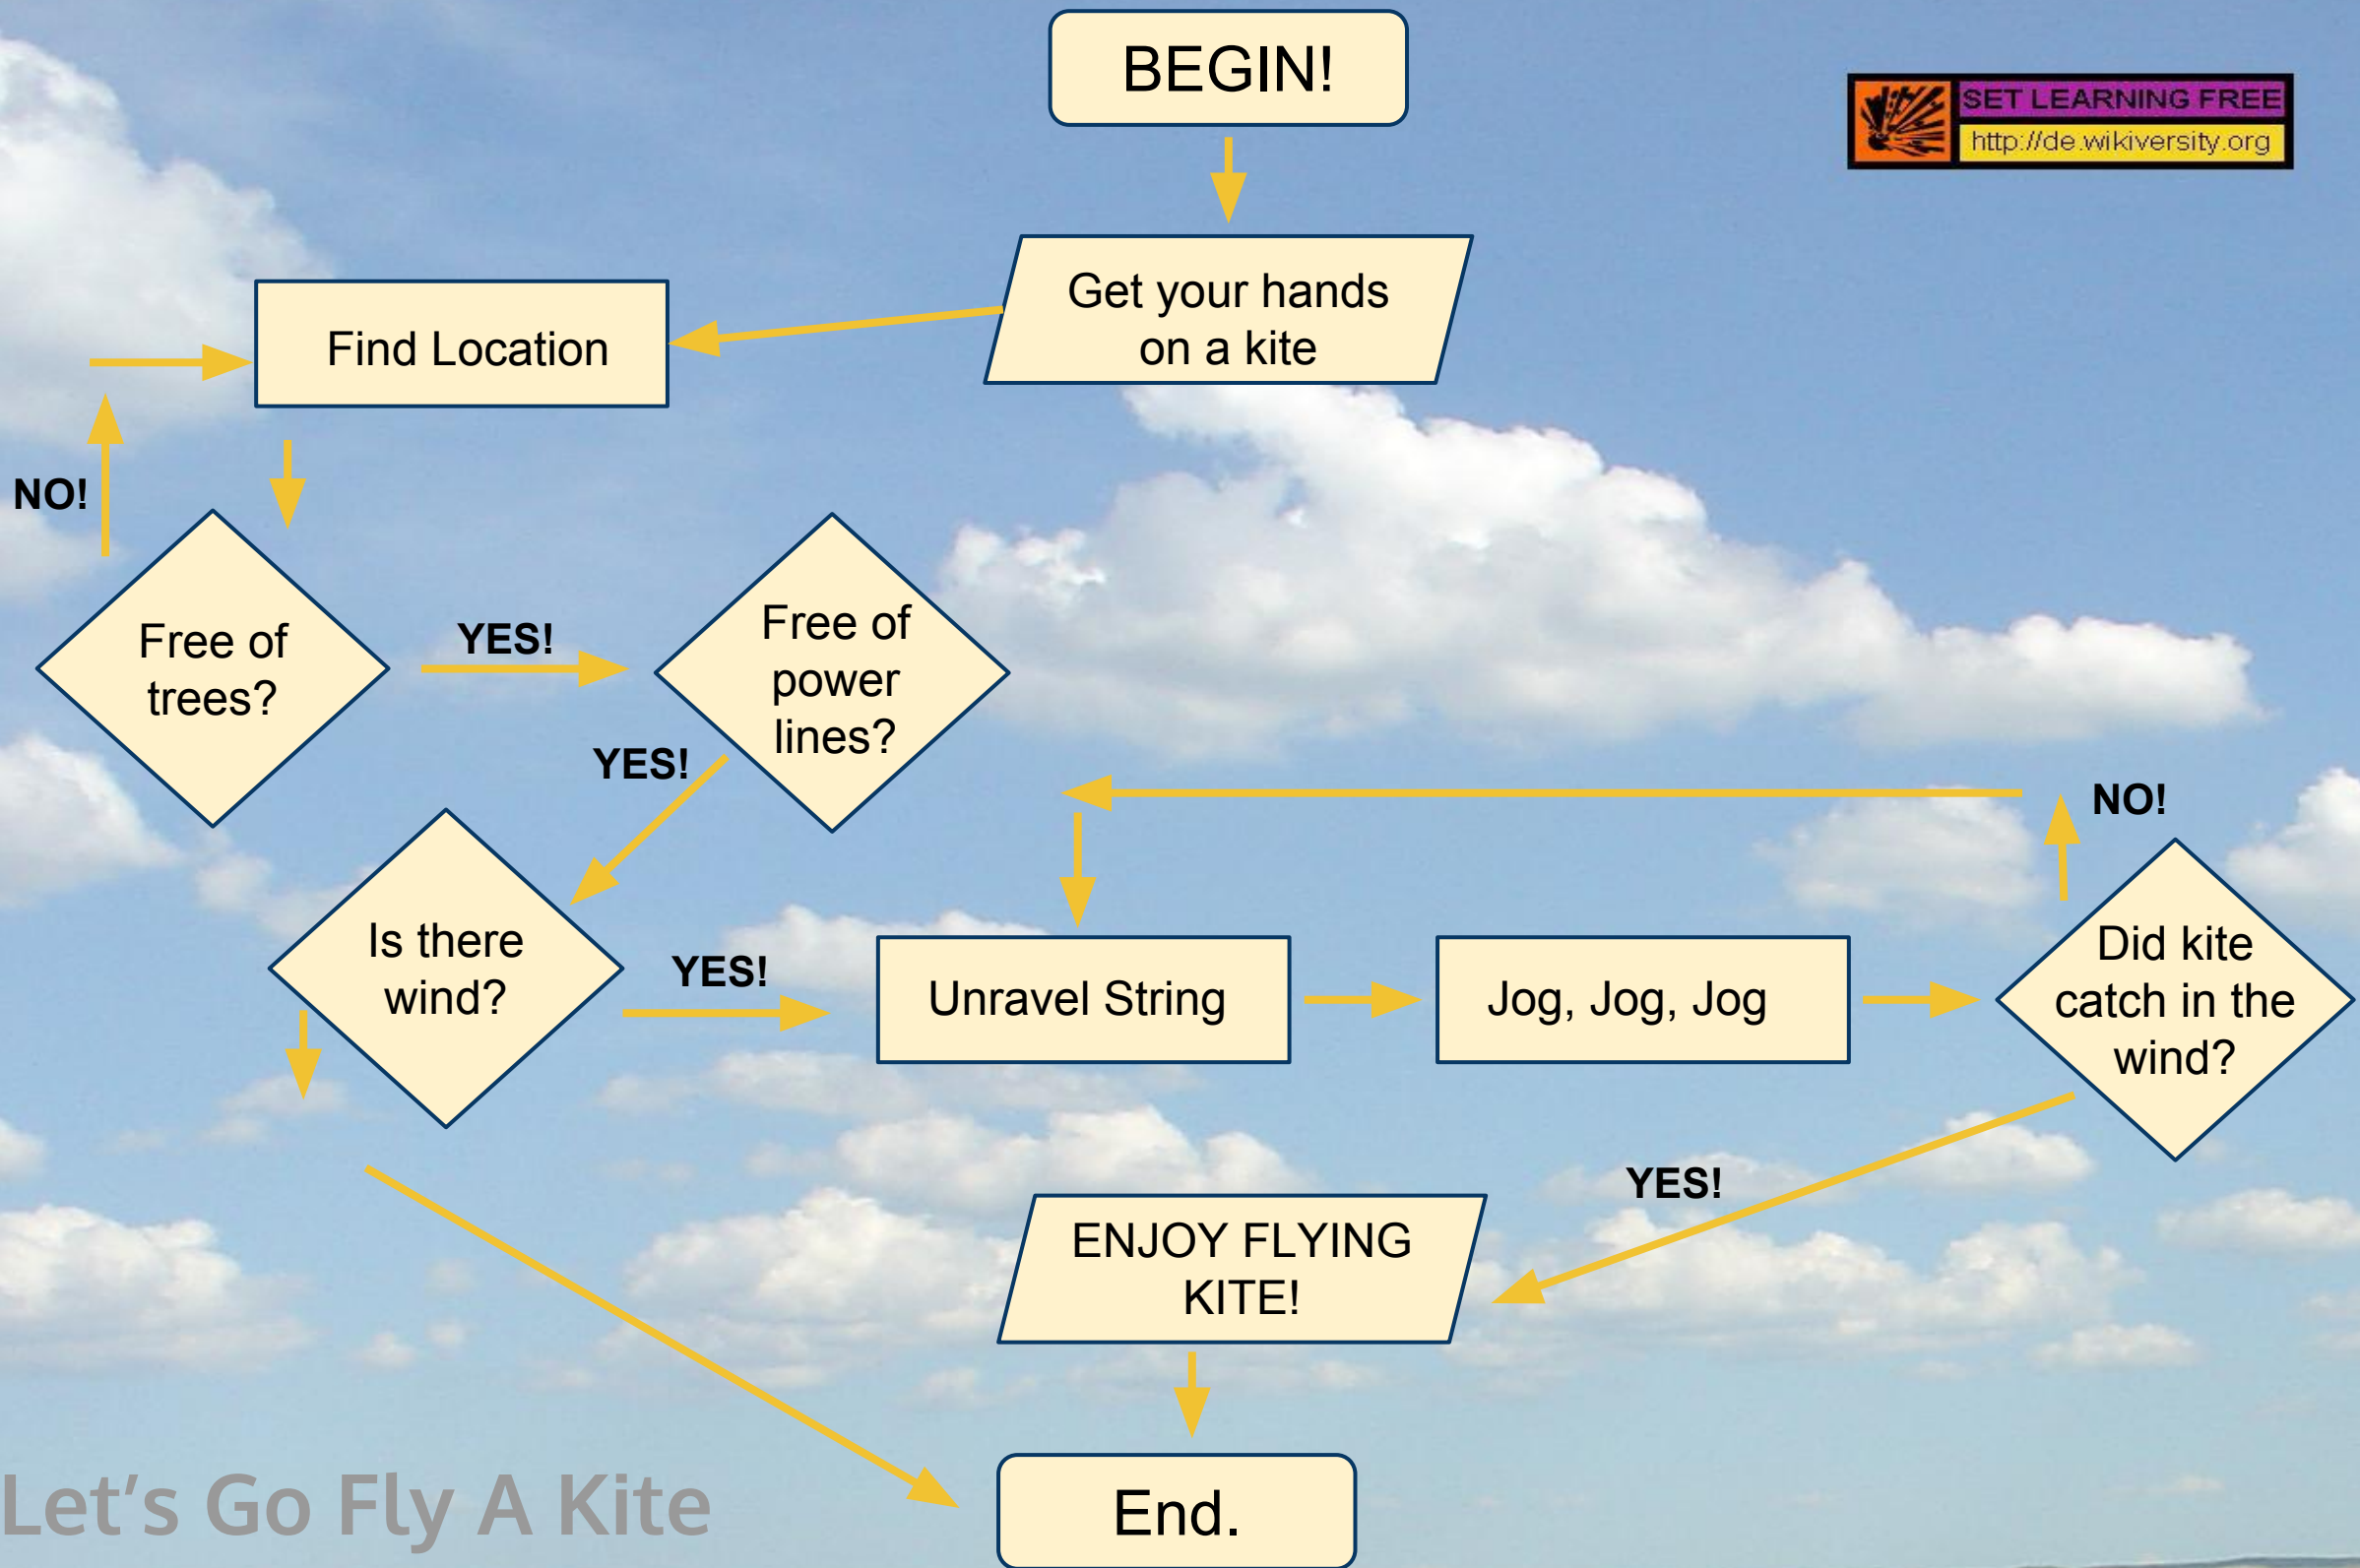 BEGIN!
SET LEARNING FREE
http://de.wikiversity.org
Get your hands
on a kite
Find Location
NO!
Free of
trees?
YES!
Free of
power
lines?
YES!
Is there
wind?
YES!
Unravel String
Jog, Jog, Jog
NO!
Did kite
catch in the
wind?
YES!
ENJOY FLYING
KITE!
End.
Let's Go Fly A Kite